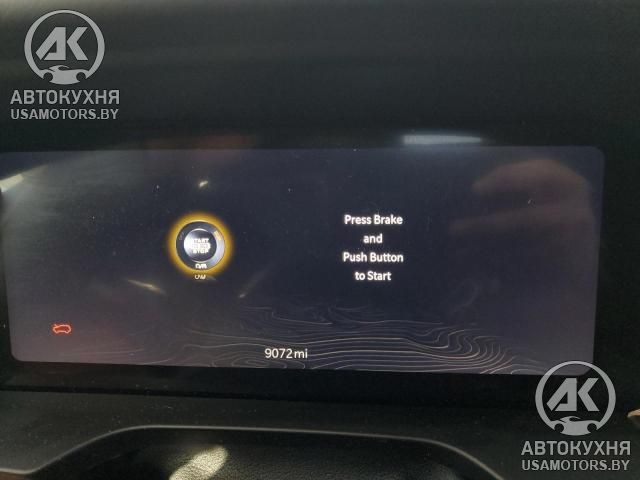 АК
АВТОКУХНЯ
USAMOTORS.BY
START
STOP
Press Brake
and
Push Button
to Start
9072 mi
АК
АВТОКУХНЯ
USAMOTORS.BY